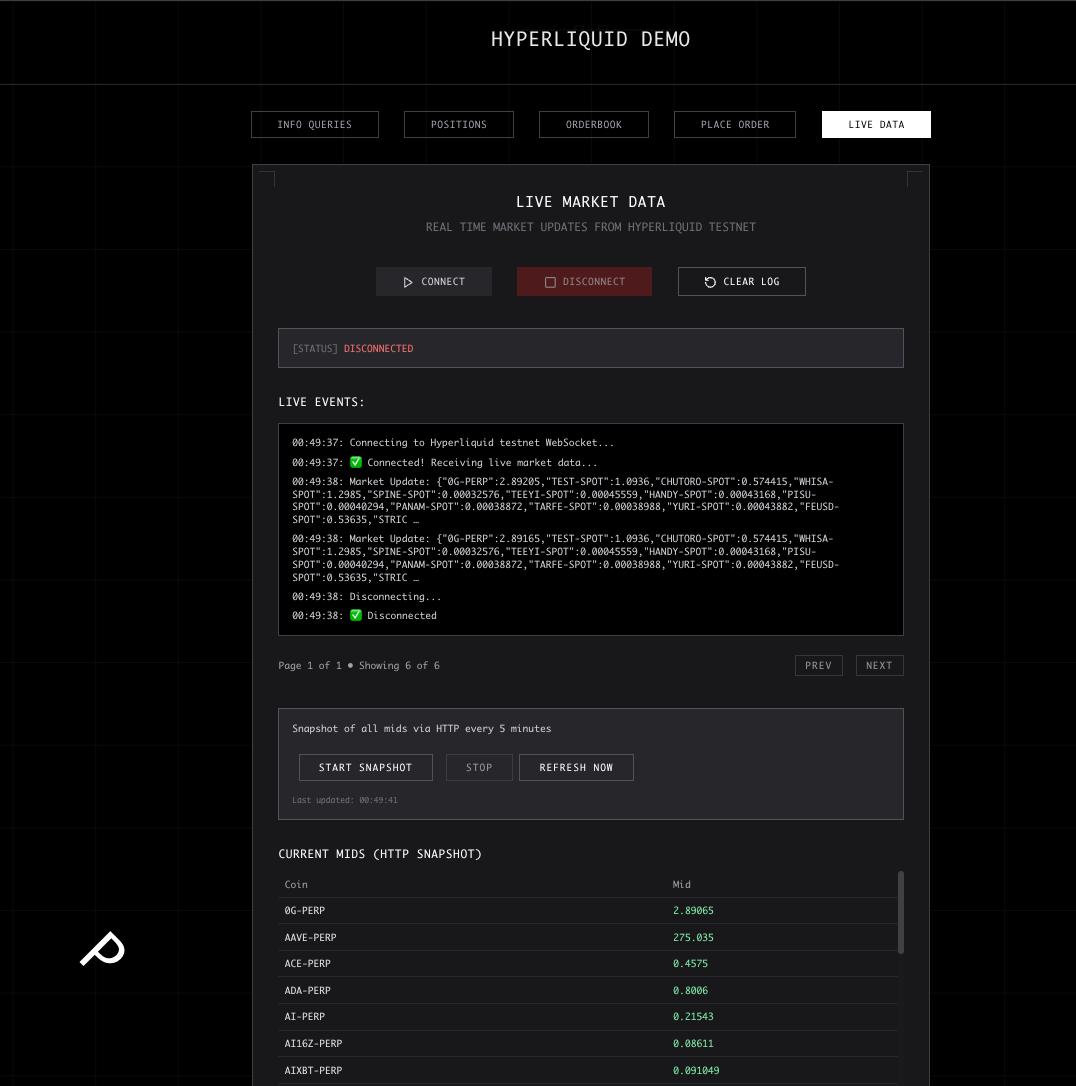 HYPERLIQUID DEMO
INFO QUERIES
POSITIONS
ORDERBOOK
PLACE ORDER
LIVE DATA
LIVE MARKET DATA
REAL TIME MARKET UPDATES FROM HYPERLIQUID TESTNET
CONNECT
DISCONNECT
CLEAR LOG
[STATUS] DISCONNECTED
LIVE EVENTS:
00:49:37: Connecting to Hyperliquid testnet WebSocket...
00:49:37: ✅ Connected! Receiving live market data...
00:49:38: Market Update: {"0G-PERP":2.89205,"TEST-SPOT":1.0936,"CHUTORO-SPOT":0.574415,"WHISA-
SPOT":1.2985,"SPINE-SPOT":0.00032576,"TEEYI-SPOT":0.00045559,"HANDY-SPOT":0.00043168,"PISU-
SPOT":0.00040294,"PANAM-SPOT":0.00038872,"TARFE-SPOT":0.00038988,"YURI-SPOT":0.00043882,"FEUSD-
SPOT":0.53635,"STRIC …
00:49:38: Market Update: {"0G-PERP":2.89165,"TEST-SPOT":1.0936,"CHUTORO-SPOT":0.574415,"WHISA-
SPOT":1.2985,"SPINE-SPOT":0.00032576,"TEEYI-SPOT":0.00045559,"HANDY-SPOT":0.00043168,"PISU-
SPOT":0.00040294,"PANAM-SPOT":0.00038872,"TARFE-SPOT":0.00038988,"YURI-SPOT":0.00043882,"FEUSD-
SPOT":0.53635,"STRIC …
00:49:38: Disconnecting...
00:49:38: ✅ Disconnected
Page 1 of 1 • Showing 6 of 6
PREV
NEXT
Snapshot of all mids via HTTP every 5 minutes
START SNAPSHOT
STOP
REFRESH NOW
Last updated: 00:49:41
CURRENT MIDS (HTTP SNAPSHOT)
Coin Mid
0G-PERP 2.89065
AAVE-PERP 275.035
ACE-PERP 0.4575
ADA-PERP 0.8006
AI-PERP 0.21543
AI16Z-PERP 0.08611
AIXBT-PERP 0.091049